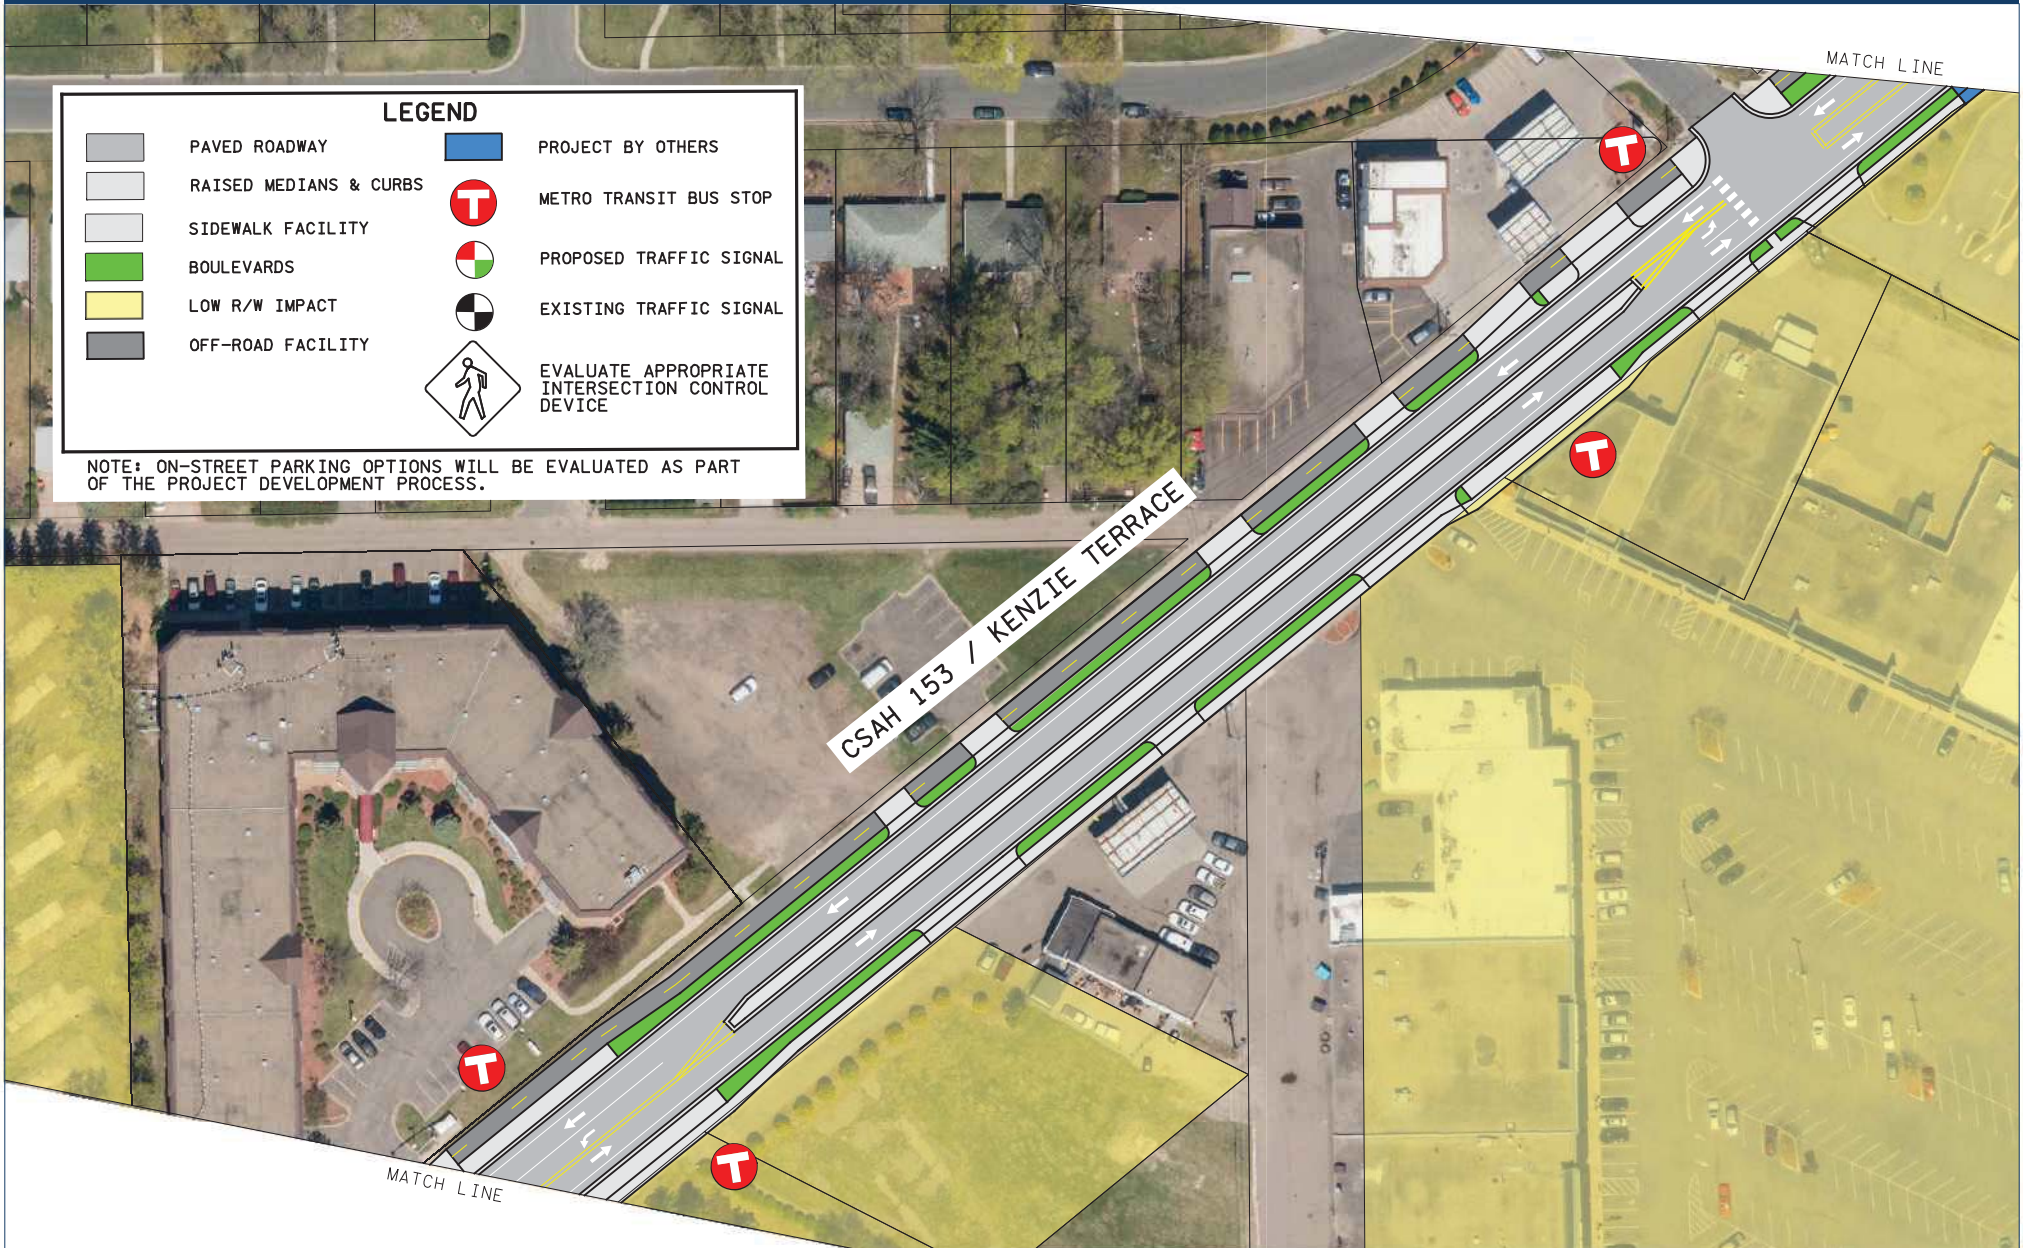 MATCH LINE
LEGEND
PAVED ROADWAY
RAISED MEDIANS & CURBS
SIDEWALK FACILITY
BOULEVARDS
LOW R/W IMPACT
OFF-ROAD FACILITY
PROJECT BY OTHERS
T
METRO TRANSIT BUS STOP
PROPOSED TRAFFIC SIGNAL
EXISTING TRAFFIC SIGNAL
EVALUATE APPROPRIATE
INTERSECTION CONTROL
DEVICE
NOTE: ON-STREET PARKING OPTIONS WILL BE EVALUATED AS PART
OF THE PROJECT DEVELOPMENT PROCESS.
T
T
CSAH 153 / KENZIE TERRACE
T
T
MATCH LINE